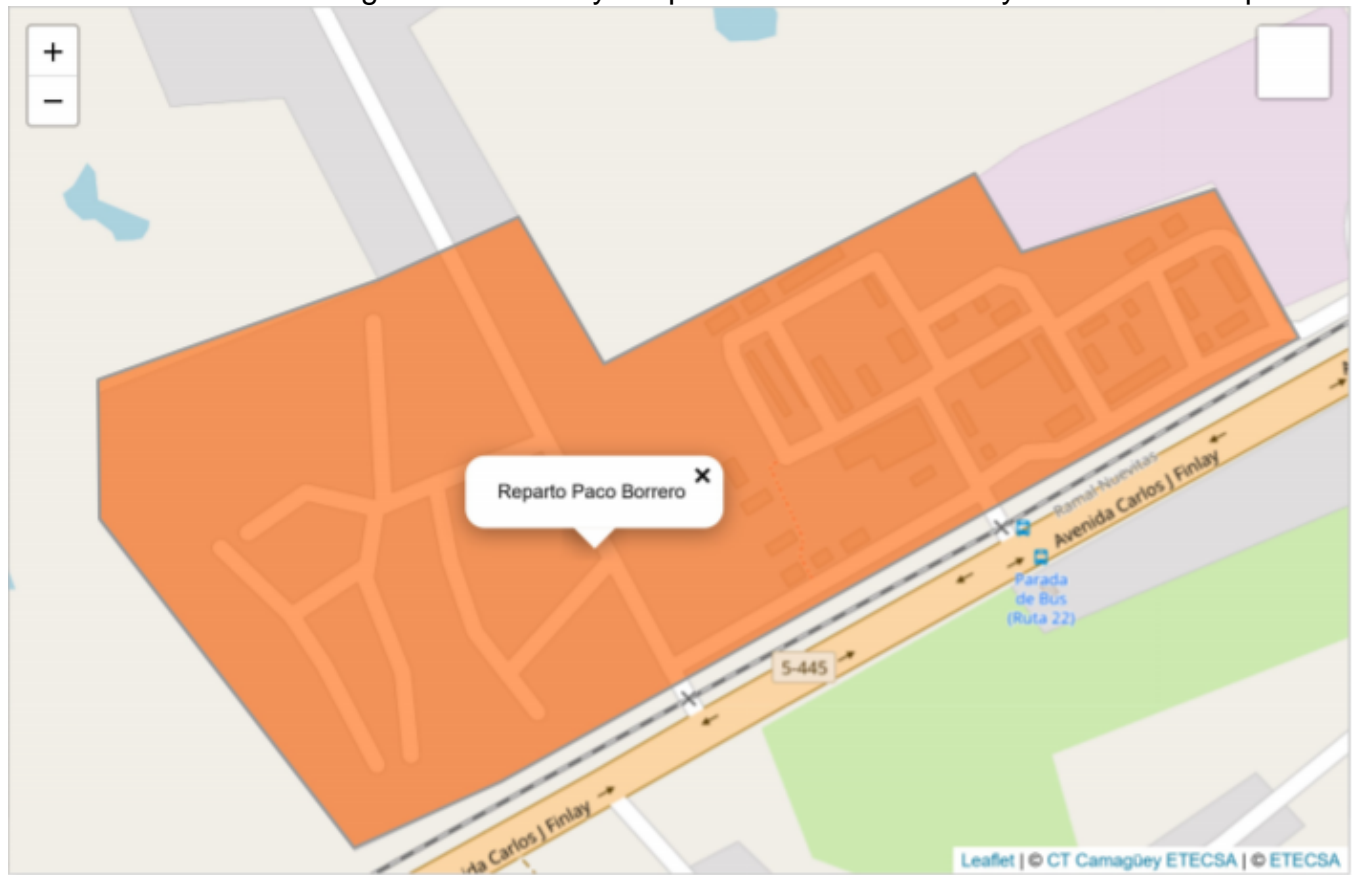 +
−
Reparto Paco Borrero
×
Ramal Nuevitas
Avenida Carlos J Finlay
Parada
de Bus
(Ruta 22)
5-445
da Carlos J Finlay
Leaflet | © CT Camagüey ETECSA | © ETECSA